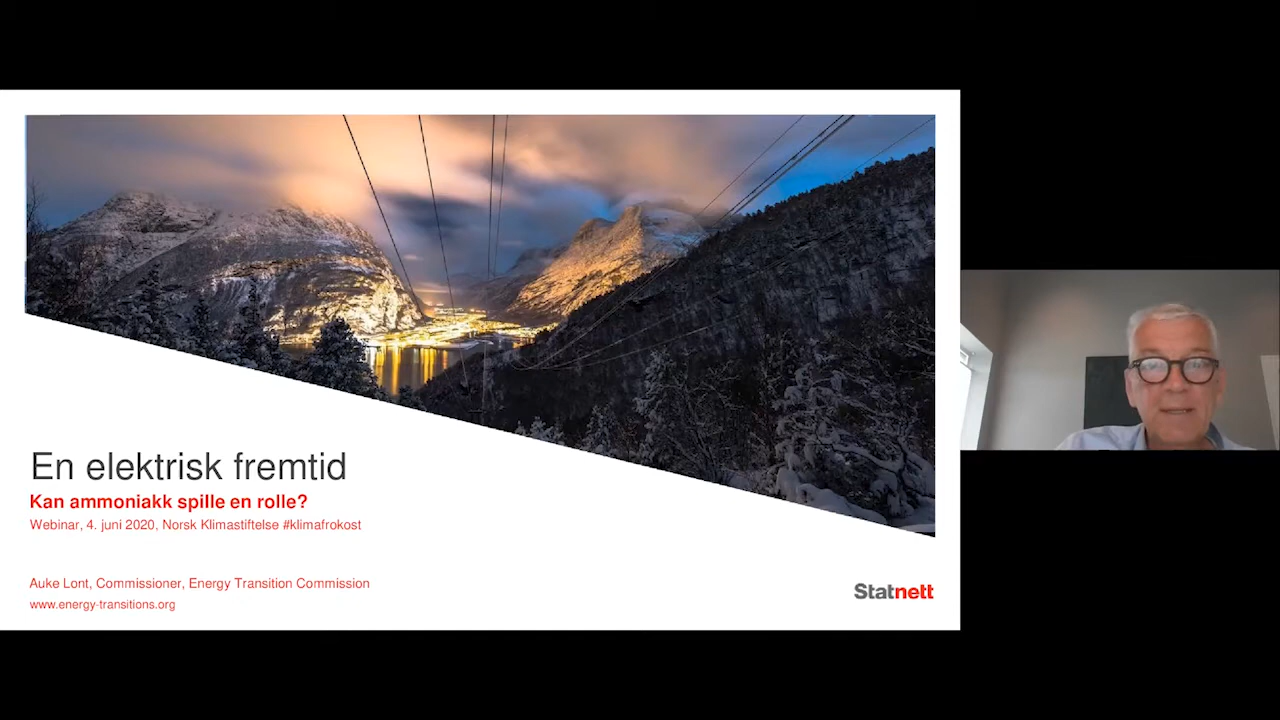 En elektrisk fremtid
Kan ammoniakk spille en rolle?
Webinar, 4. juni 2020, Norsk Klimastiftelse #klimafrokost
Auke Lont, Commissioner, Energy Transition Commission
www.energy-transitions.org
Statnett